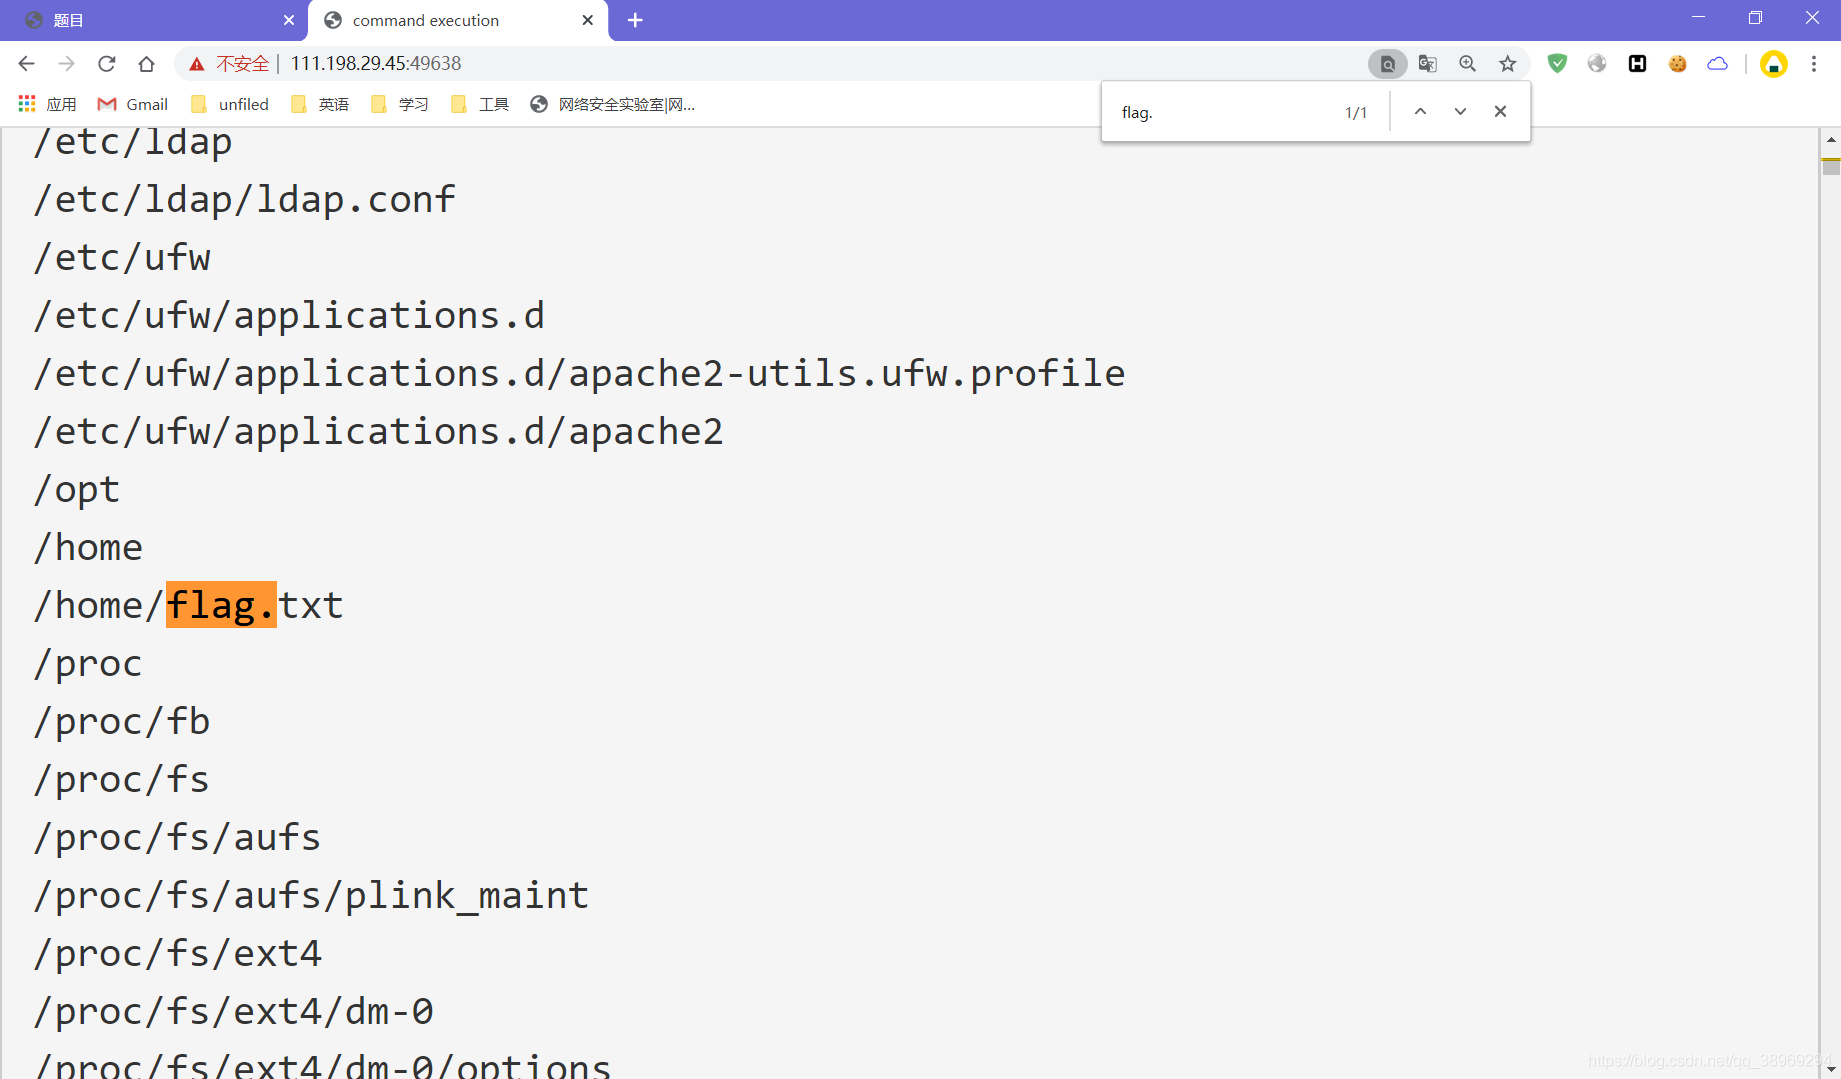 题目
command execution
不安全 | 111.198.29.45:49638
应用 Gmail unfiled 英语 学习 工具 网络安全实验室|网...
flag. 1/1
/etc/ldap
/etc/ldap/ldap.conf
/etc/ufw
/etc/ufw/applications.d
/etc/ufw/applications.d/apache2-utils.ufw.profile
/etc/ufw/applications.d/apache2
/opt
/home
/home/flag.txt
/proc
/proc/fb
/proc/fs
/proc/fs/aufs
/proc/fs/aufs/plink_maint
/proc/fs/ext4
/proc/fs/ext4/dm-0
/proc/fs/ext4/dm-0/options
https://blog.csdn.net/qq_38969294